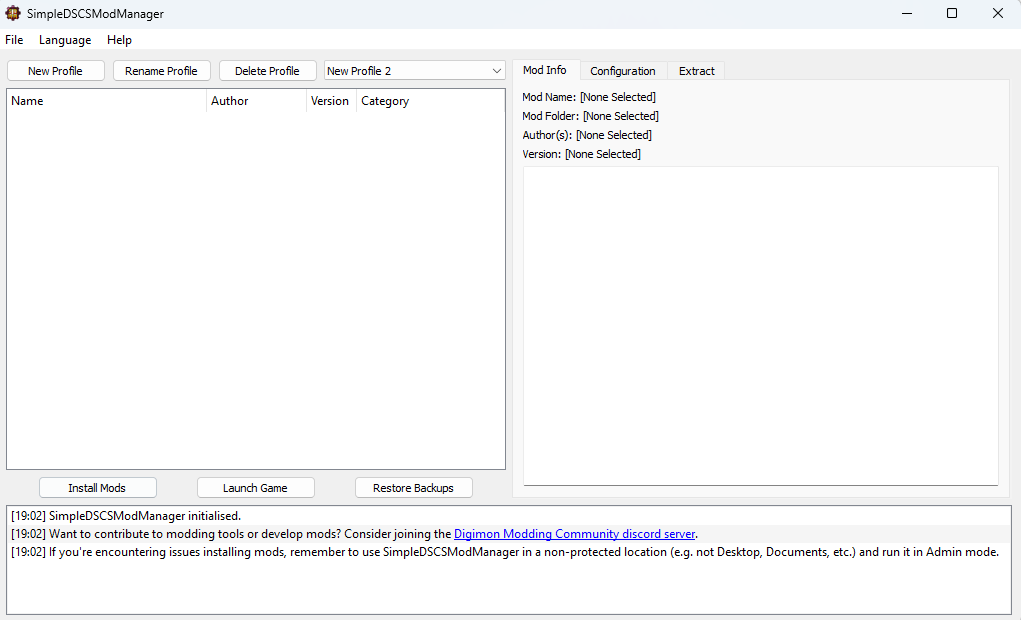 SimpleDSCSModManager
File Language Help
New Profile Rename Profile Delete Profile New Profile 2
Mod Info Configuration Extract
Name Author Version Category
Mod Name: [None Selected]
Mod Folder: [None Selected]
Author(s): [None Selected]
Version: [None Selected]
Install Mods Launch Game Restore Backups
[19:02] SimpleDSCSModManager initialised.
[19:02] Want to contribute to modding tools or develop mods? Consider joining the Digimon Modding Community discord server.
[19:02] If you're encountering issues installing mods, remember to use SimpleDSCSModManager in a non-protected location (e.g. not Desktop, Documents, etc.) and run it in Admin mode.